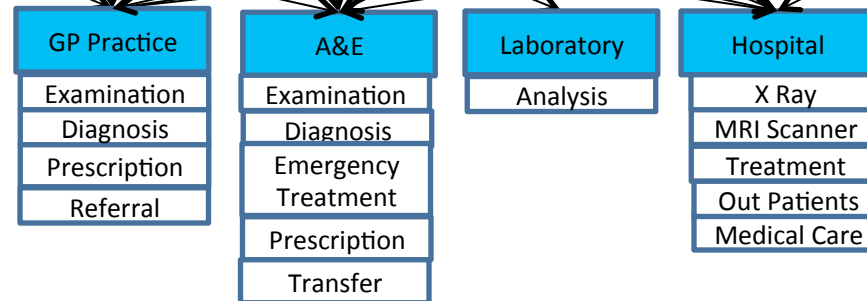 GP Practice
Examination
Diagnosis
Prescription
Referral
A&E
Examination
Diagnosis
Emergency
Treatment
Prescription
Transfer
Laboratory
Analysis
Hospital
X Ray
MRI Scanner
Treatment
Out Patients
Medical Care